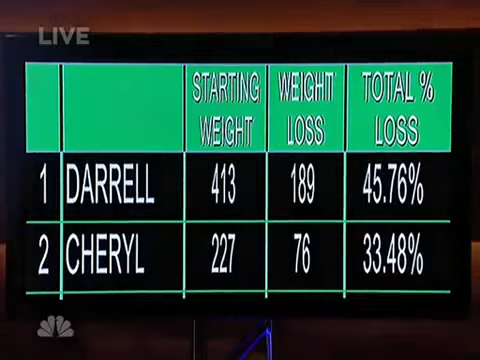 LIVE
STARTING WEIGHT WEIGHT LOSS TOTAL % LOSS
1 DARRELL 413 189 45.76%
2 CHERYL 227 76 33.48%